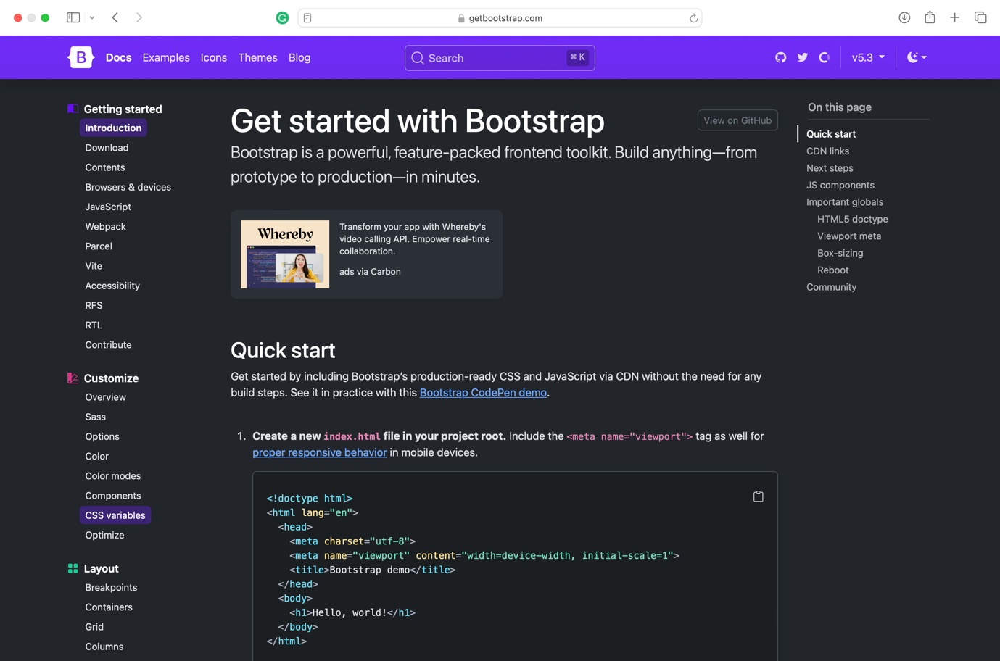 getbootstrap.com
B Docs Examples Icons Themes Blog
Search
⌘ K
v5.3
Getting started
Introduction
Download
Contents
Browsers & devices
JavaScript
Webpack
Parcel
Vite
Accessibility
RFS
RTL
Contribute
Customize
Overview
Sass
Options
Color
Color modes
Components
CSS variables
Optimize
Layout
Breakpoints
Containers
Grid
Columns
Get started with Bootstrap
View on GitHub
Bootstrap is a powerful, feature-packed frontend toolkit. Build anything—from
prototype to production—in minutes.
Whereby
Transform your app with Whereby's
video calling API. Empower real-time
collaboration.
ads via Carbon
Quick start
Get started by including Bootstrap’s production-ready CSS and JavaScript via CDN without the need for any
build steps. See it in practice with this Bootstrap CodePen demo.
1. Create a new index.html file in your project root. Include the <meta name="viewport"> tag as well for
proper responsive behavior in mobile devices.
<!doctype html>
<html lang="en">
  <head>
    <meta charset="utf-8">
    <meta name="viewport" content="width=device-width, initial-scale=1">
    <title>Bootstrap demo</title>
  </head>
  <body>
    <h1>Hello, world!</h1>
  </body>
</html>
On this page
Quick start
CDN links
Next steps
JS components
Important globals
HTML5 doctype
Viewport meta
Box-sizing
Reboot
Community